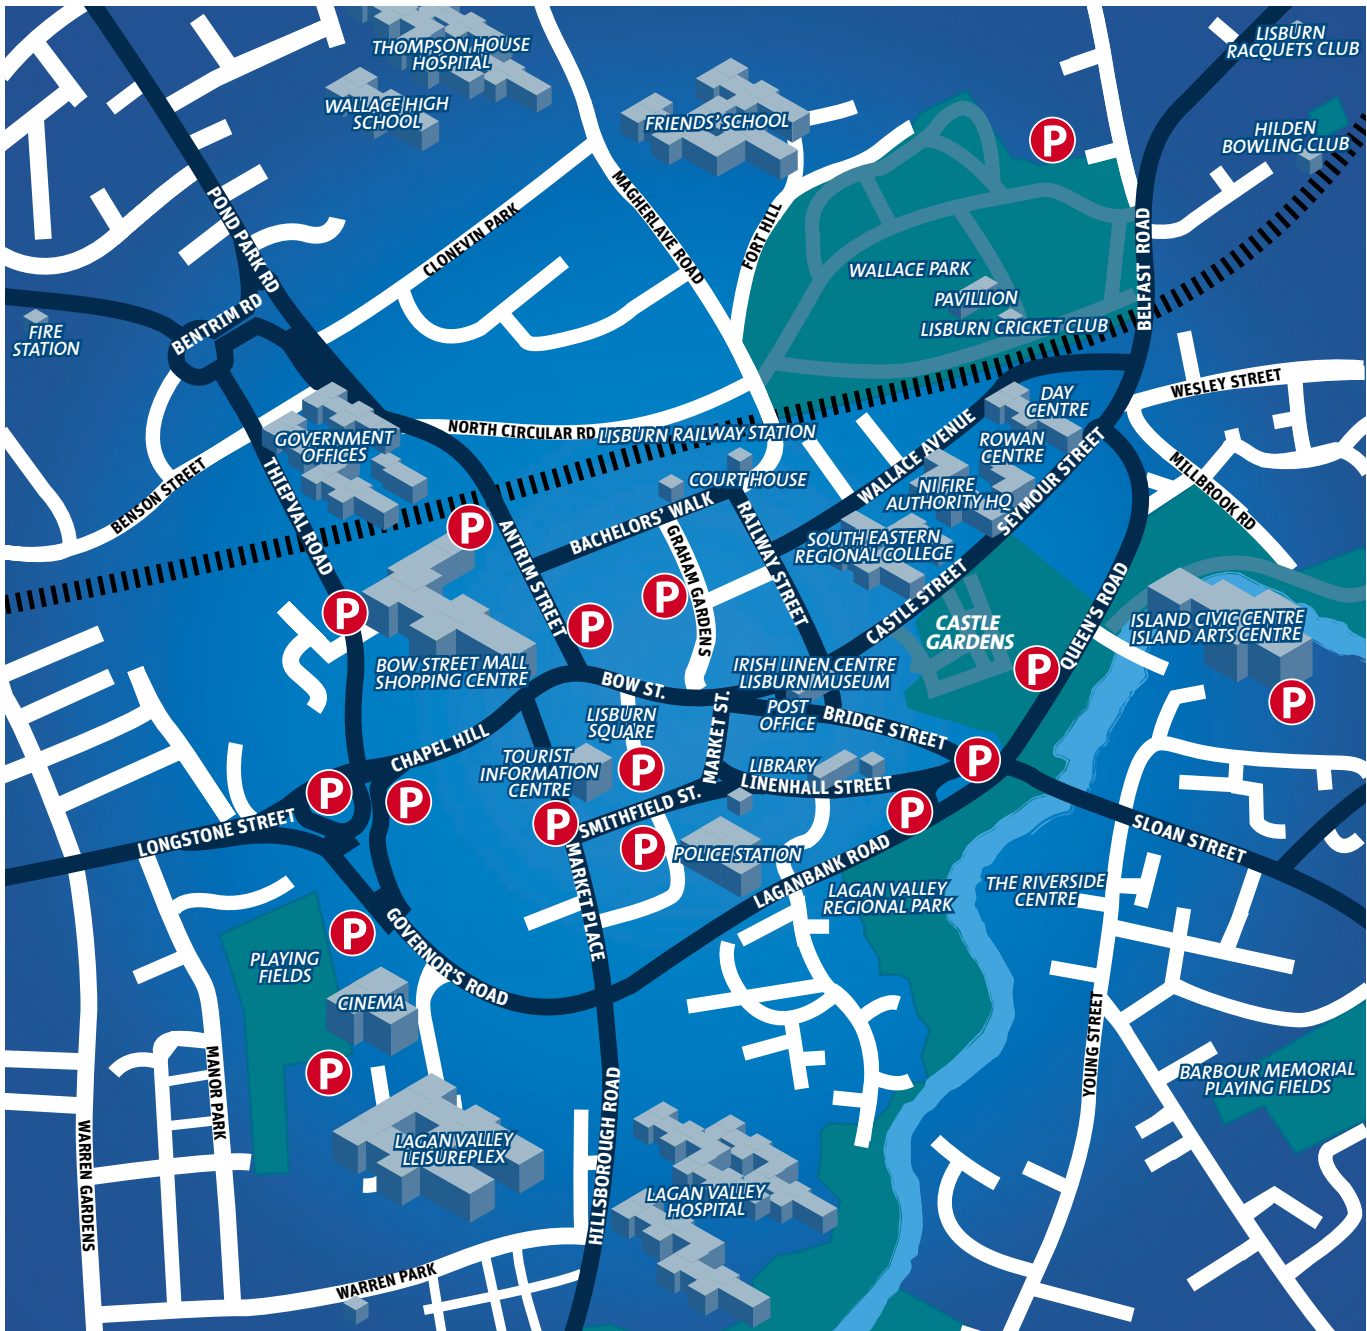 THOMPSON HOUSE
HOSPITAL
WALLACE HIGH
SCHOOL
FRIENDS' SCHOOL
LISBURN
RACQUETS CLUB
HILDEN
BOWLING CLUB
P
POND PARK RD
CLONEVIN PARK
MAGHERLAVE ROAD
FORT HILL
BELFAST ROAD
WALLACE PARK
PAVILLION
LISBURN CRICKET CLUB
FIRE
STATION
BENTRIM RD
WESLEY STREET
DAY
CENTRE
NORTH CIRCULAR RD
LISBURN RAILWAY STATION
GOVERNMENT
OFFICES
ROWAN
CENTRE
WALLACE AVENUE
SEYMOUR STREET
COURT HOUSE
NI FIRE
AUTHORITY HQ
MILLBROOK RD
BENSON STREET
THIEPVAL ROAD
P
ANTRIM STREET
BACHELORS' WALK
GRAHAM GARDENS
RAILWAY STREET
SOUTH EASTERN
REGIONAL COLLEGE
CASTLE STREET
P
P
P
CASTLE
GARDENS
QUEEN'S ROAD
ISLAND CIVIC CENTRE
ISLAND ARTS CENTRE
BOW STREET MALL
SHOPPING CENTRE
IRISH LINEN CENTRE
LISBURN MUSEUM
P
P
BOW ST.
LISBURN
SQUARE
MARKET ST.
POST
OFFICE
BRIDGE STREET
CHAPEL HILL
TOURIST
INFORMATION
CENTRE
P
LIBRARY
LINENHALL STREET
P
P
P
SMITHFIELD ST.
P
P
LONGSTONE STREET
P
POLICE STATION
SLOAN STREET
MARKET PLACE
LAGANBANK ROAD
LAGAN VALLEY
REGIONAL PARK
THE RIVERSIDE
CENTRE
P
GOVERNOR'S ROAD
PLAYING
FIELDS
CINEMA
P
MANOR PARK
YOUNG STREET
BARBOUR MEMORIAL
PLAYING FIELDS
HILLSBOROUGH ROAD
WARREN GARDENS
LAGAN VALLEY
LEISUREPLEX
LAGAN VALLEY
HOSPITAL
WARREN PARK